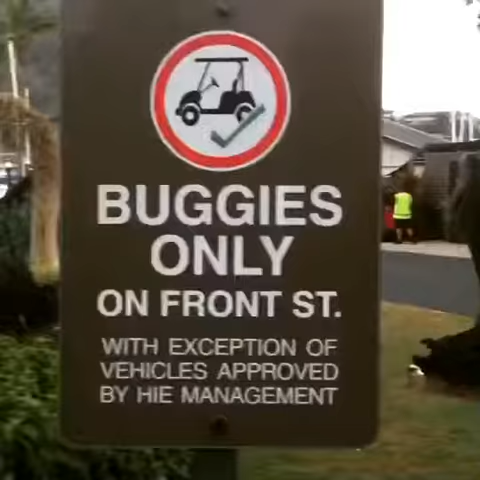 BUGGIES
ONLY
ON FRONT ST.
WITH EXCEPTION OF
VEHICLES APPROVED
BY HIE MANAGEMENT